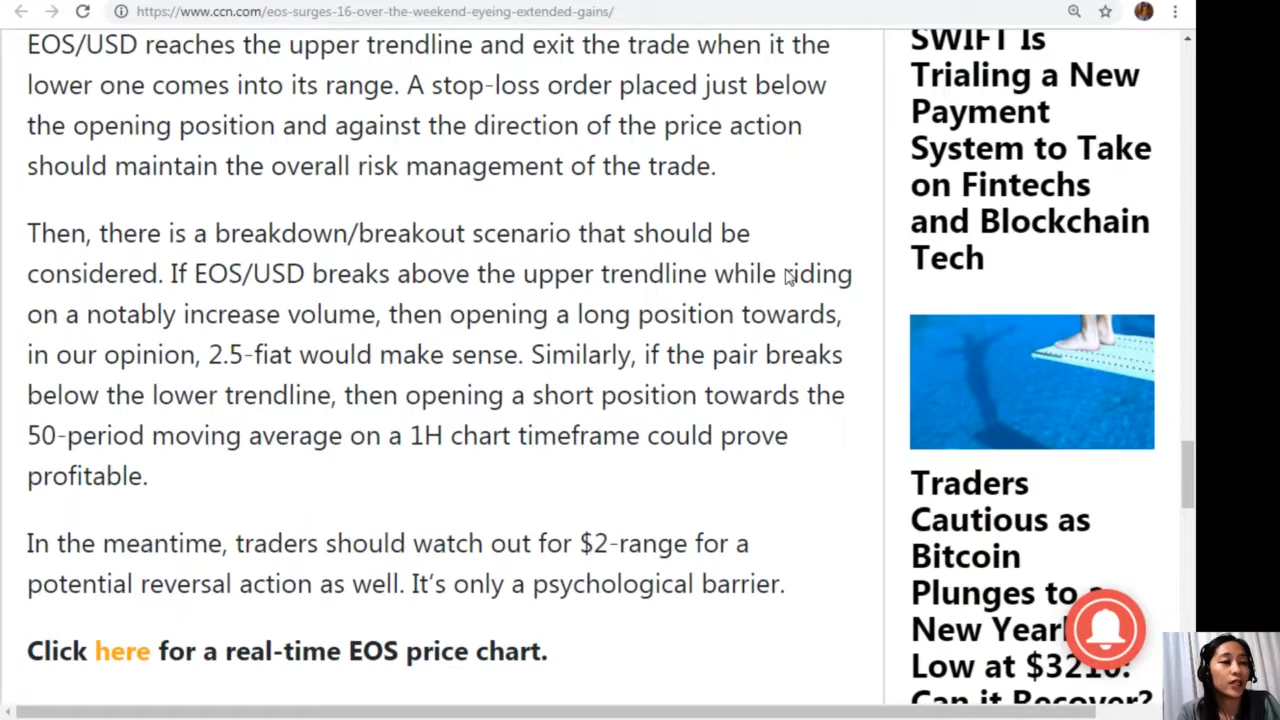 https://www.ccn.com/eos-surges-16-over-the-weekend-eyeing-extended-gains/
EOS/USD reaches the upper trendline and exit the trade when it the
lower one comes into its range. A stop-loss order placed just below
the opening position and against the direction of the price action
should maintain the overall risk management of the trade.
Then, there is a breakdown/breakout scenario that should be
considered. If EOS/USD breaks above the upper trendline while riding
on a notably increase volume, then opening a long position towards,
in our opinion, 2.5-fiat would make sense. Similarly, if the pair breaks
below the lower trendline, then opening a short position towards the
50-period moving average on a 1H chart timeframe could prove
profitable.
In the meantime, traders should watch out for $2-range for a
potential reversal action as well. It's only a psychological barrier.
Click here for a real-time EOS price chart.
SWIFT Is
Trialing a New
Payment
System to Take
on Fintechs
and Blockchain
Tech
Traders
Cautious as
Bitcoin
Plunges to a
New Yearl
Low at $3210:
Can it Recover?